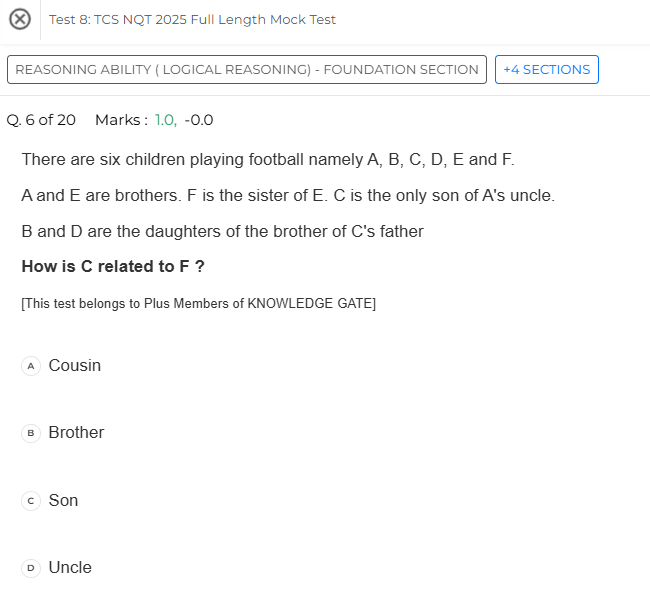 Test 8: TCS NQT 2025 Full Length Mock Test
REASONING ABILITY ( LOGICAL REASONING) - FOUNDATION SECTION
+4 SECTIONS
Q. 6 of 20 Marks : 1.0, -0.0
There are six children playing football namely A, B, C, D, E and F.
A and E are brothers. F is the sister of E. C is the only son of A's uncle.
B and D are the daughters of the brother of C's father
How is C related to F ?
[This test belongs to Plus Members of KNOWLEDGE GATE]
A Cousin
B Brother
C Son
D Uncle